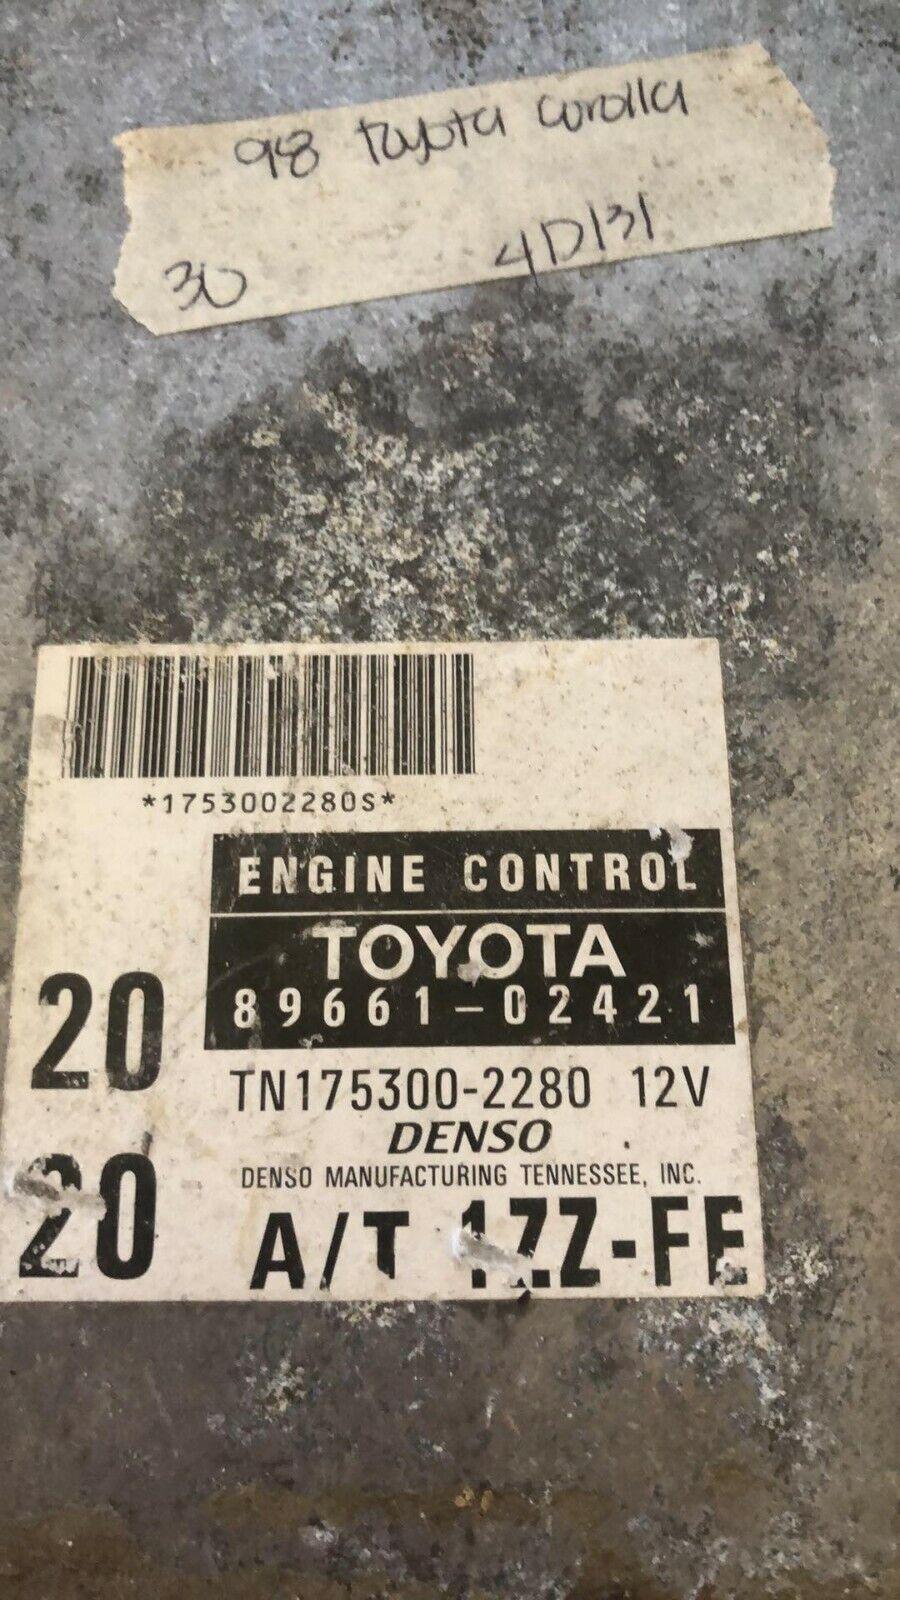 98 toyota corolla
30 4D131
*1753002280S*
ENGINE CONTROL
TOYOTA
89661-02421
20
TN175300-2280 12V
DENSO
DENSO MANUFACTURING TENNESSEE, INC.
20
A/T 1ZZ-FE